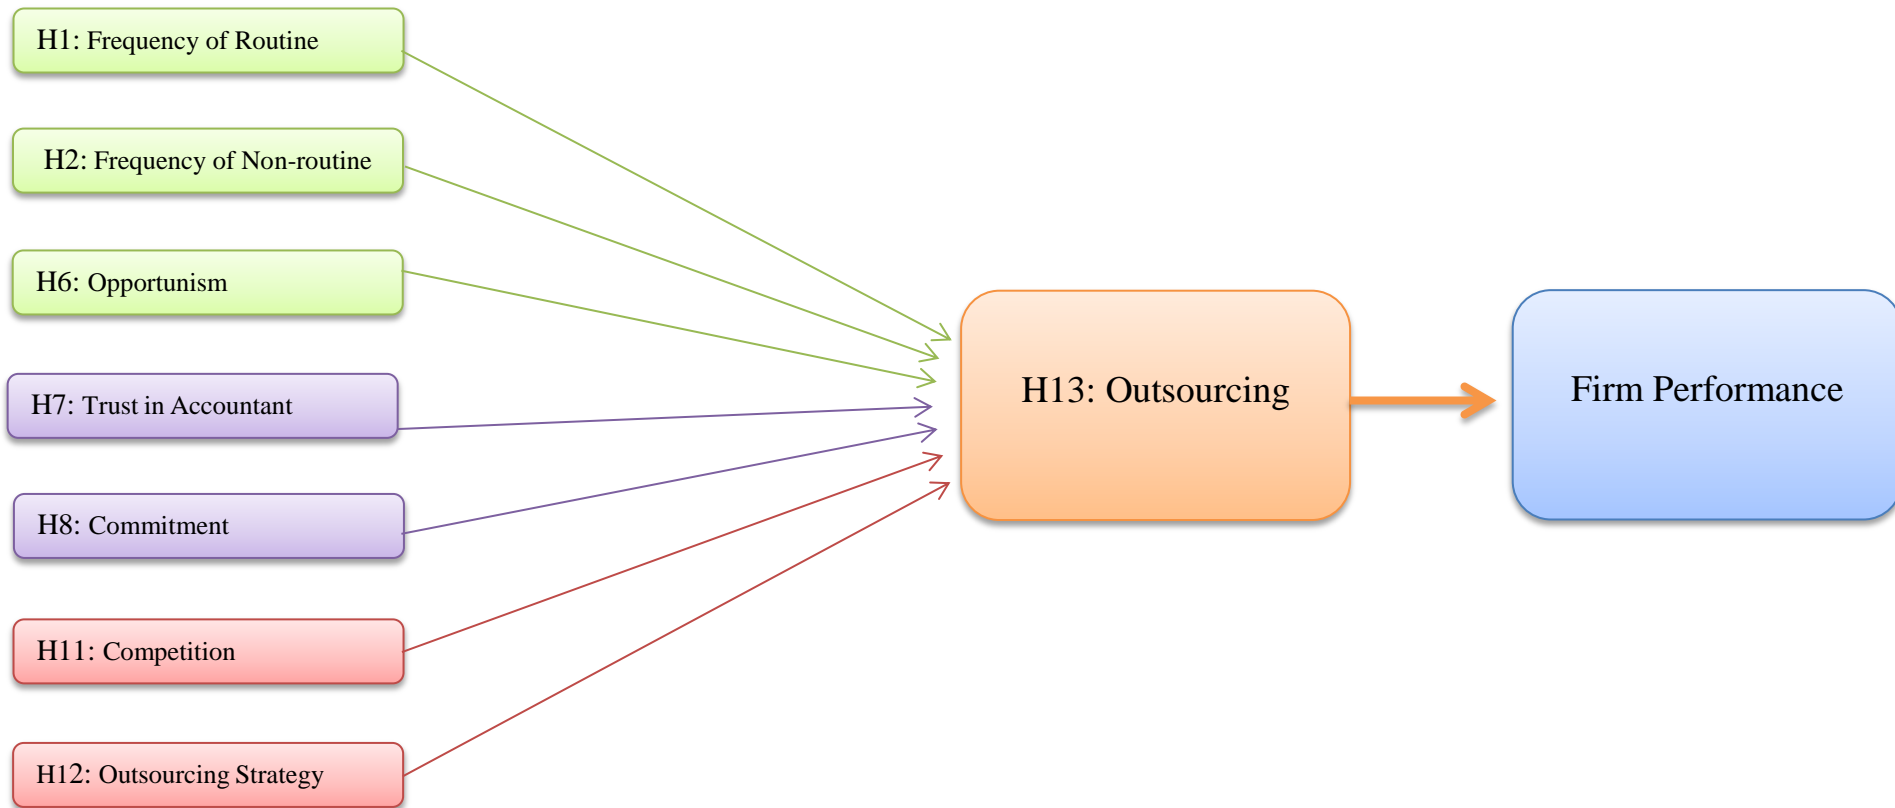 H1: Frequency of Routine
H2: Frequency of Non-routine
H6: Opportunism
H7: Trust in Accountant
H8: Commitment
H11: Competition
H12: Outsourcing Strategy
H13: Outsourcing
Firm Performance